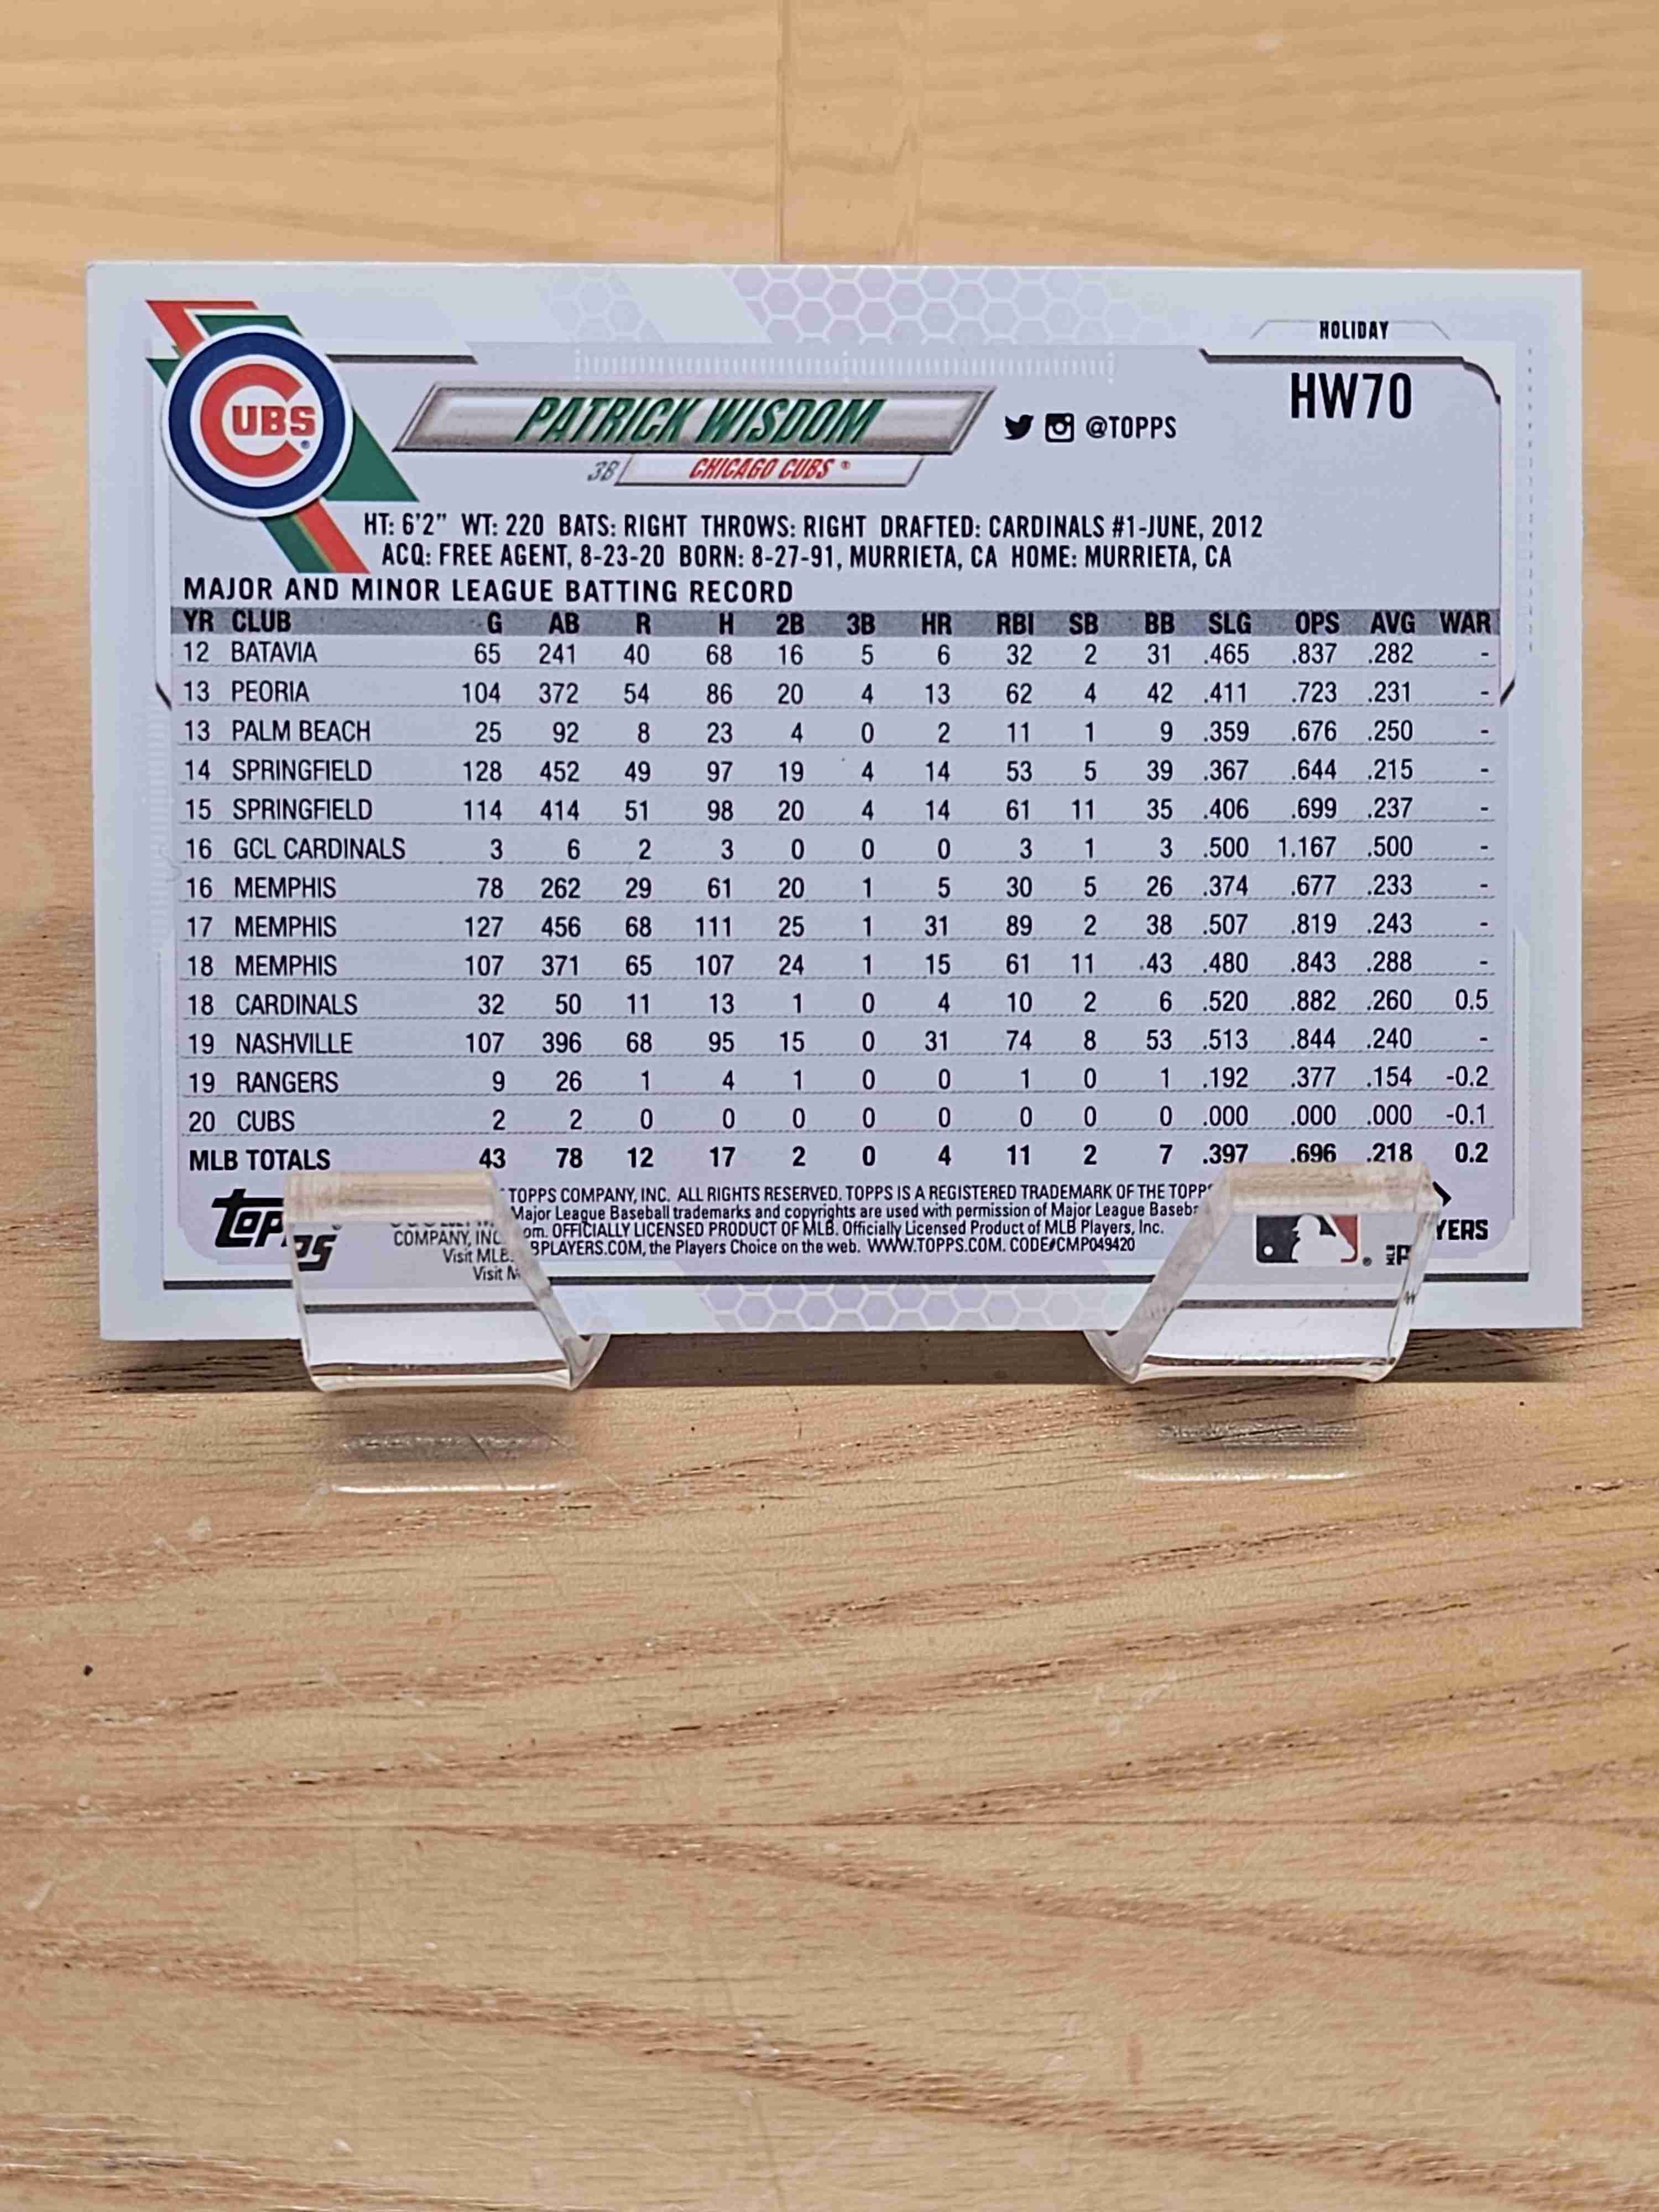 HOLIDAY
HW70
CUBS
PATRICK WISDOM
@TOPPS
3B CHICAGO CUBS ®
HT: 6'2" WT: 220 BATS: RIGHT THROWS: RIGHT DRAFTED: CARDINALS #1-JUNE, 2012
ACQ: FREE AGENT, 8-23-20 BORN: 8-27-91, MURRIETA, CA HOME: MURRIETA, CA
MAJOR AND MINOR LEAGUE BATTING RECORD
YR CLUB G AB R H 2B 3B HR RBI SB BB SLG OPS AVG WAR
12 BATAVIA 65 241 40 68 16 5 6 32 2 31 .465 .837 .282 -
13 PEORIA 104 372 54 86 20 4 13 62 4 42 .411 .723 .231 -
13 PALM BEACH 25 92 8 23 4 0 2 11 1 9 .359 .676 .250 -
14 SPRINGFIELD 128 452 49 97 19 4 14 53 5 39 .367 .644 .215 -
15 SPRINGFIELD 114 414 51 98 20 4 14 61 11 35 .406 .699 .237 -
16 GCL CARDINALS 3 6 2 3 0 0 0 3 1 3 .500 1.167 .500 -
16 MEMPHIS 78 262 29 61 20 1 5 30 5 26 .374 .677 .233 -
17 MEMPHIS 127 456 68 111 25 1 31 89 2 38 .507 .819 .243 -
18 MEMPHIS 107 371 65 107 24 1 15 61 11 43 .480 .843 .288 -
18 CARDINALS 32 50 11 13 1 0 4 10 2 6 .520 .882 .260 0.5
19 NASHVILLE 107 396 68 95 15 0 31 74 8 53 .513 .844 .240 -
19 RANGERS 9 26 1 4 1 0 0 1 0 1 .192 .377 .154 -0.2
20 CUBS 2 2 0 0 0 0 0 0 0 0 .000 .000 .000 -0.1
MLB TOTALS 43 78 12 17 2 0 4 11 2 7 .397 .696 .218 0.2
TOPPS COMPANY, INC. ALL RIGHTS RESERVED. TOPPS IS A REGISTERED TRADEMARK OF THE TOPPS
COMPANY, INC. Major League Baseball trademarks and copyrights are used with permission of Major League Baseb
Visit MLB.com. OFFICIALLY LICENSED PRODUCT OF MLB. Officially Licensed Product of MLB Players, Inc.
Visit MLBPLAYERS.COM, the Players Choice on the web. WWW.TOPPS.COM. CODE#CMP049420